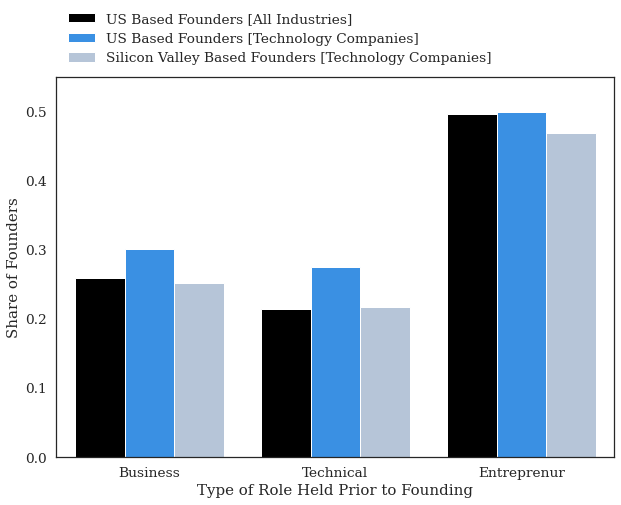 US Based Founders [All Industries]
US Based Founders [Technology Companies]
Silicon Valley Based Founders [Technology Companies]
0.5
0.4
0.3
0.2
0.1
0.0
Share of Founders
Business Technical Entreprenur
Type of Role Held Prior to Founding